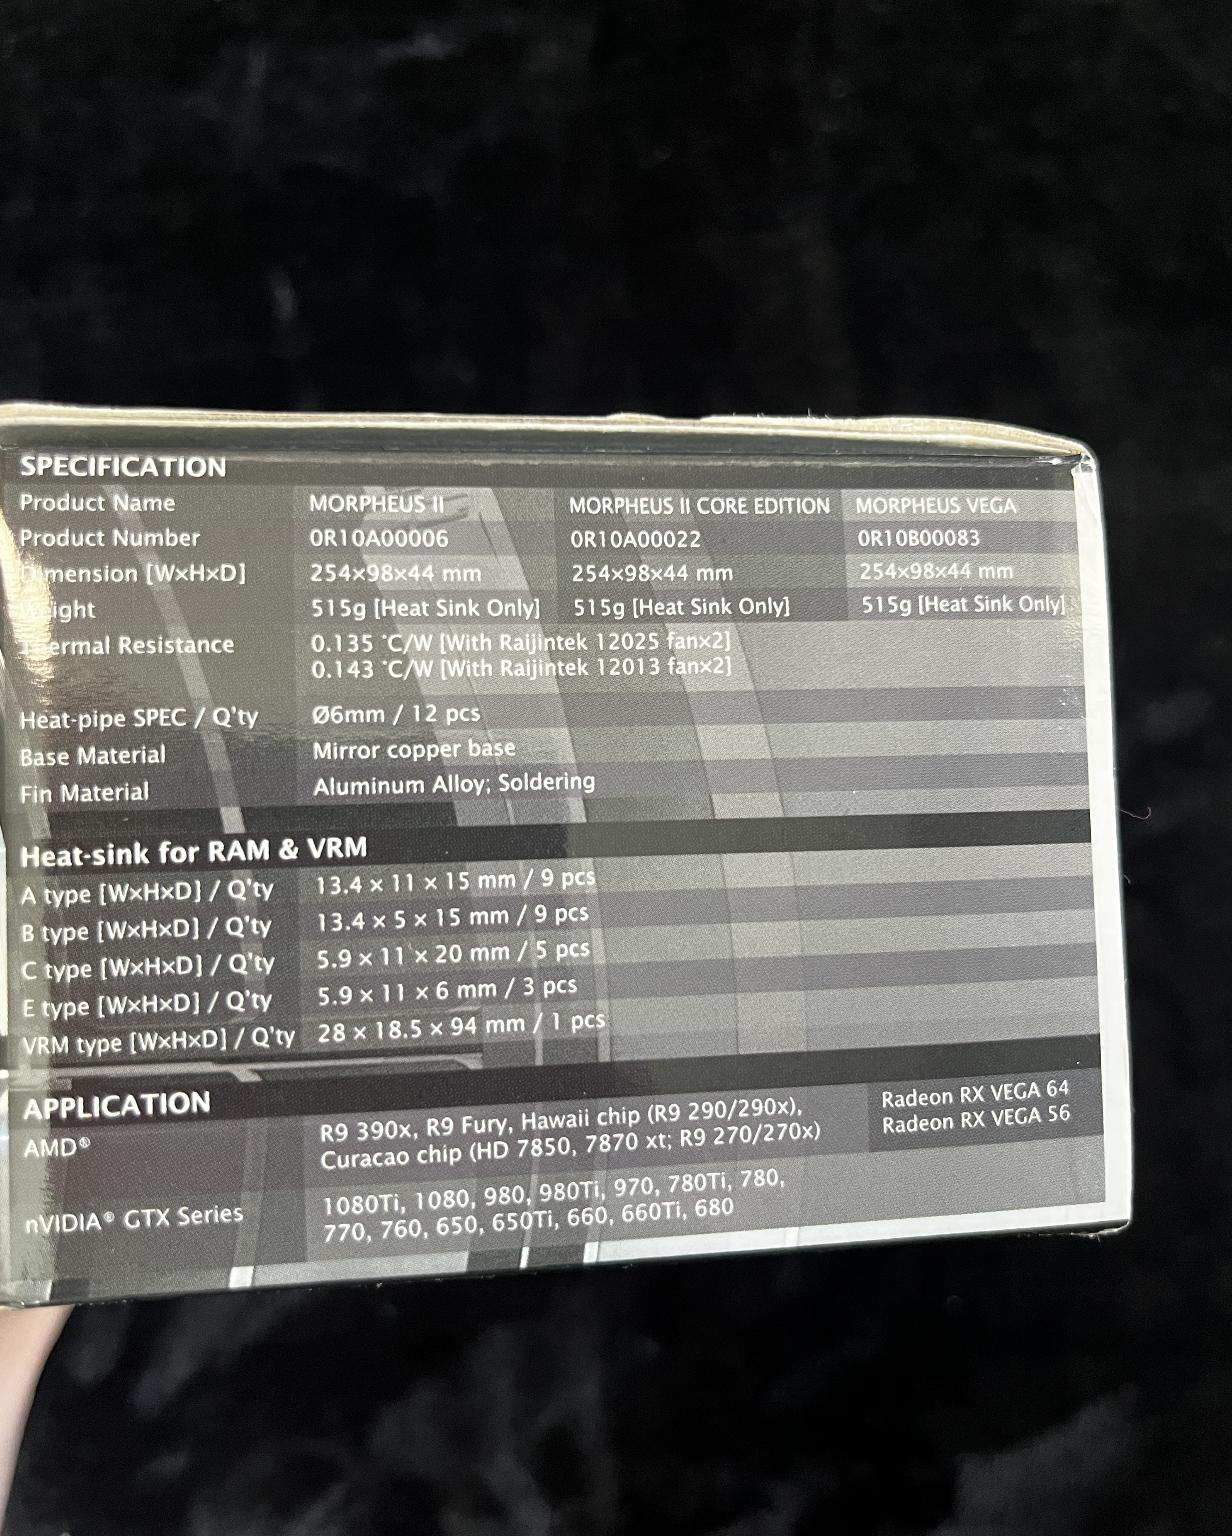 SPECIFICATION
Product Name MORPHEUS II MORPHEUS II CORE EDITION MORPHEUS VEGA
Product Number 0R10A00006 0R10A00022 0R10B00083
Dimension [W×H×D] 254×98×44 mm 254×98×44 mm 254×98×44 mm
Weight 515g [Heat Sink Only] 515g [Heat Sink Only] 515g [Heat Sink Only]
Thermal Resistance 0.135 °C/W [With Raijintek 12025 fan×2]
0.143 °C/W [With Raijintek 12013 fan×2]
Heat-pipe SPEC / Q'ty Ø6mm / 12 pcs
Base Material Mirror copper base
Fin Material Aluminum Alloy; Soldering
Heat-sink for RAM & VRM
A type [W×H×D] / Q'ty 13.4 × 11 × 15 mm / 9 pcs
B type [W×H×D] / Q'ty 13.4 × 5 × 15 mm / 9 pcs
C type [W×H×D] / Q'ty 5.9 × 11 × 20 mm / 5 pcs
E type [W×H×D] / Q'ty 5.9 × 11 × 6 mm / 3 pcs
VRM type [W×H×D] / Q'ty 28 × 18.5 × 94 mm / 1 pcs
APPLICATION
AMD® R9 390x, R9 Fury, Hawaii chip (R9 290/290x), Radeon RX VEGA 64
Curacao chip (HD 7850, 7870 xt; R9 270/270x) Radeon RX VEGA 56
nVIDIA® GTX Series 1080Ti, 1080, 980, 980Ti, 970, 780Ti, 780,
770, 760, 650, 650Ti, 660, 660Ti, 680